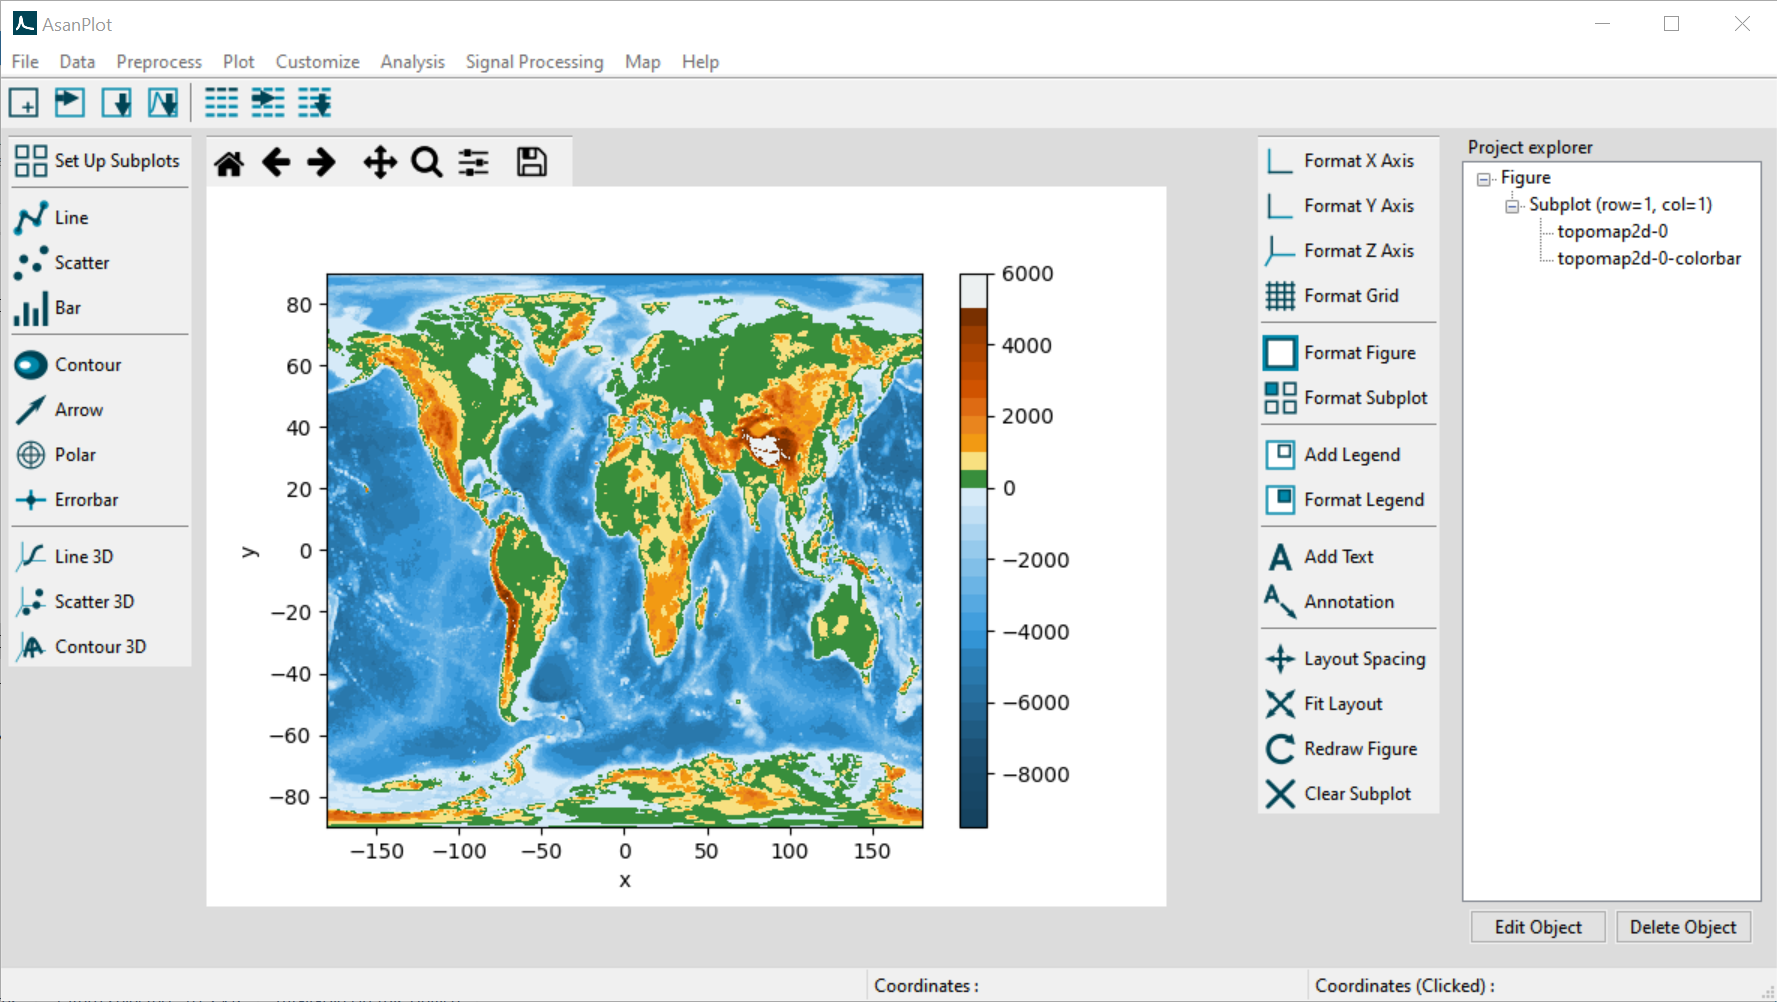 AsanPlot
File Data Preprocess Plot Customize Analysis Signal Processing Map Help
Set Up Subplots
Line
Scatter
Bar
Contour
Arrow
Polar
Errorbar
Line 3D
Scatter 3D
Contour 3D
80
60
40
20
0
−20
−40
−60
−80
y
−150 −100 −50 0 50 100 150
x
6000
4000
2000
0
−2000
−4000
−6000
−8000
Format X Axis
Format Y Axis
Format Z Axis
Format Grid
Format Figure
Format Subplot
Add Legend
Format Legend
Add Text
Annotation
Layout Spacing
Fit Layout
Redraw Figure
Clear Subplot
Project explorer
Figure
Subplot (row=1, col=1)
topomap2d-0
topomap2d-0-colorbar
Edit Object Delete Object
Coordinates : Coordinates (Clicked) :